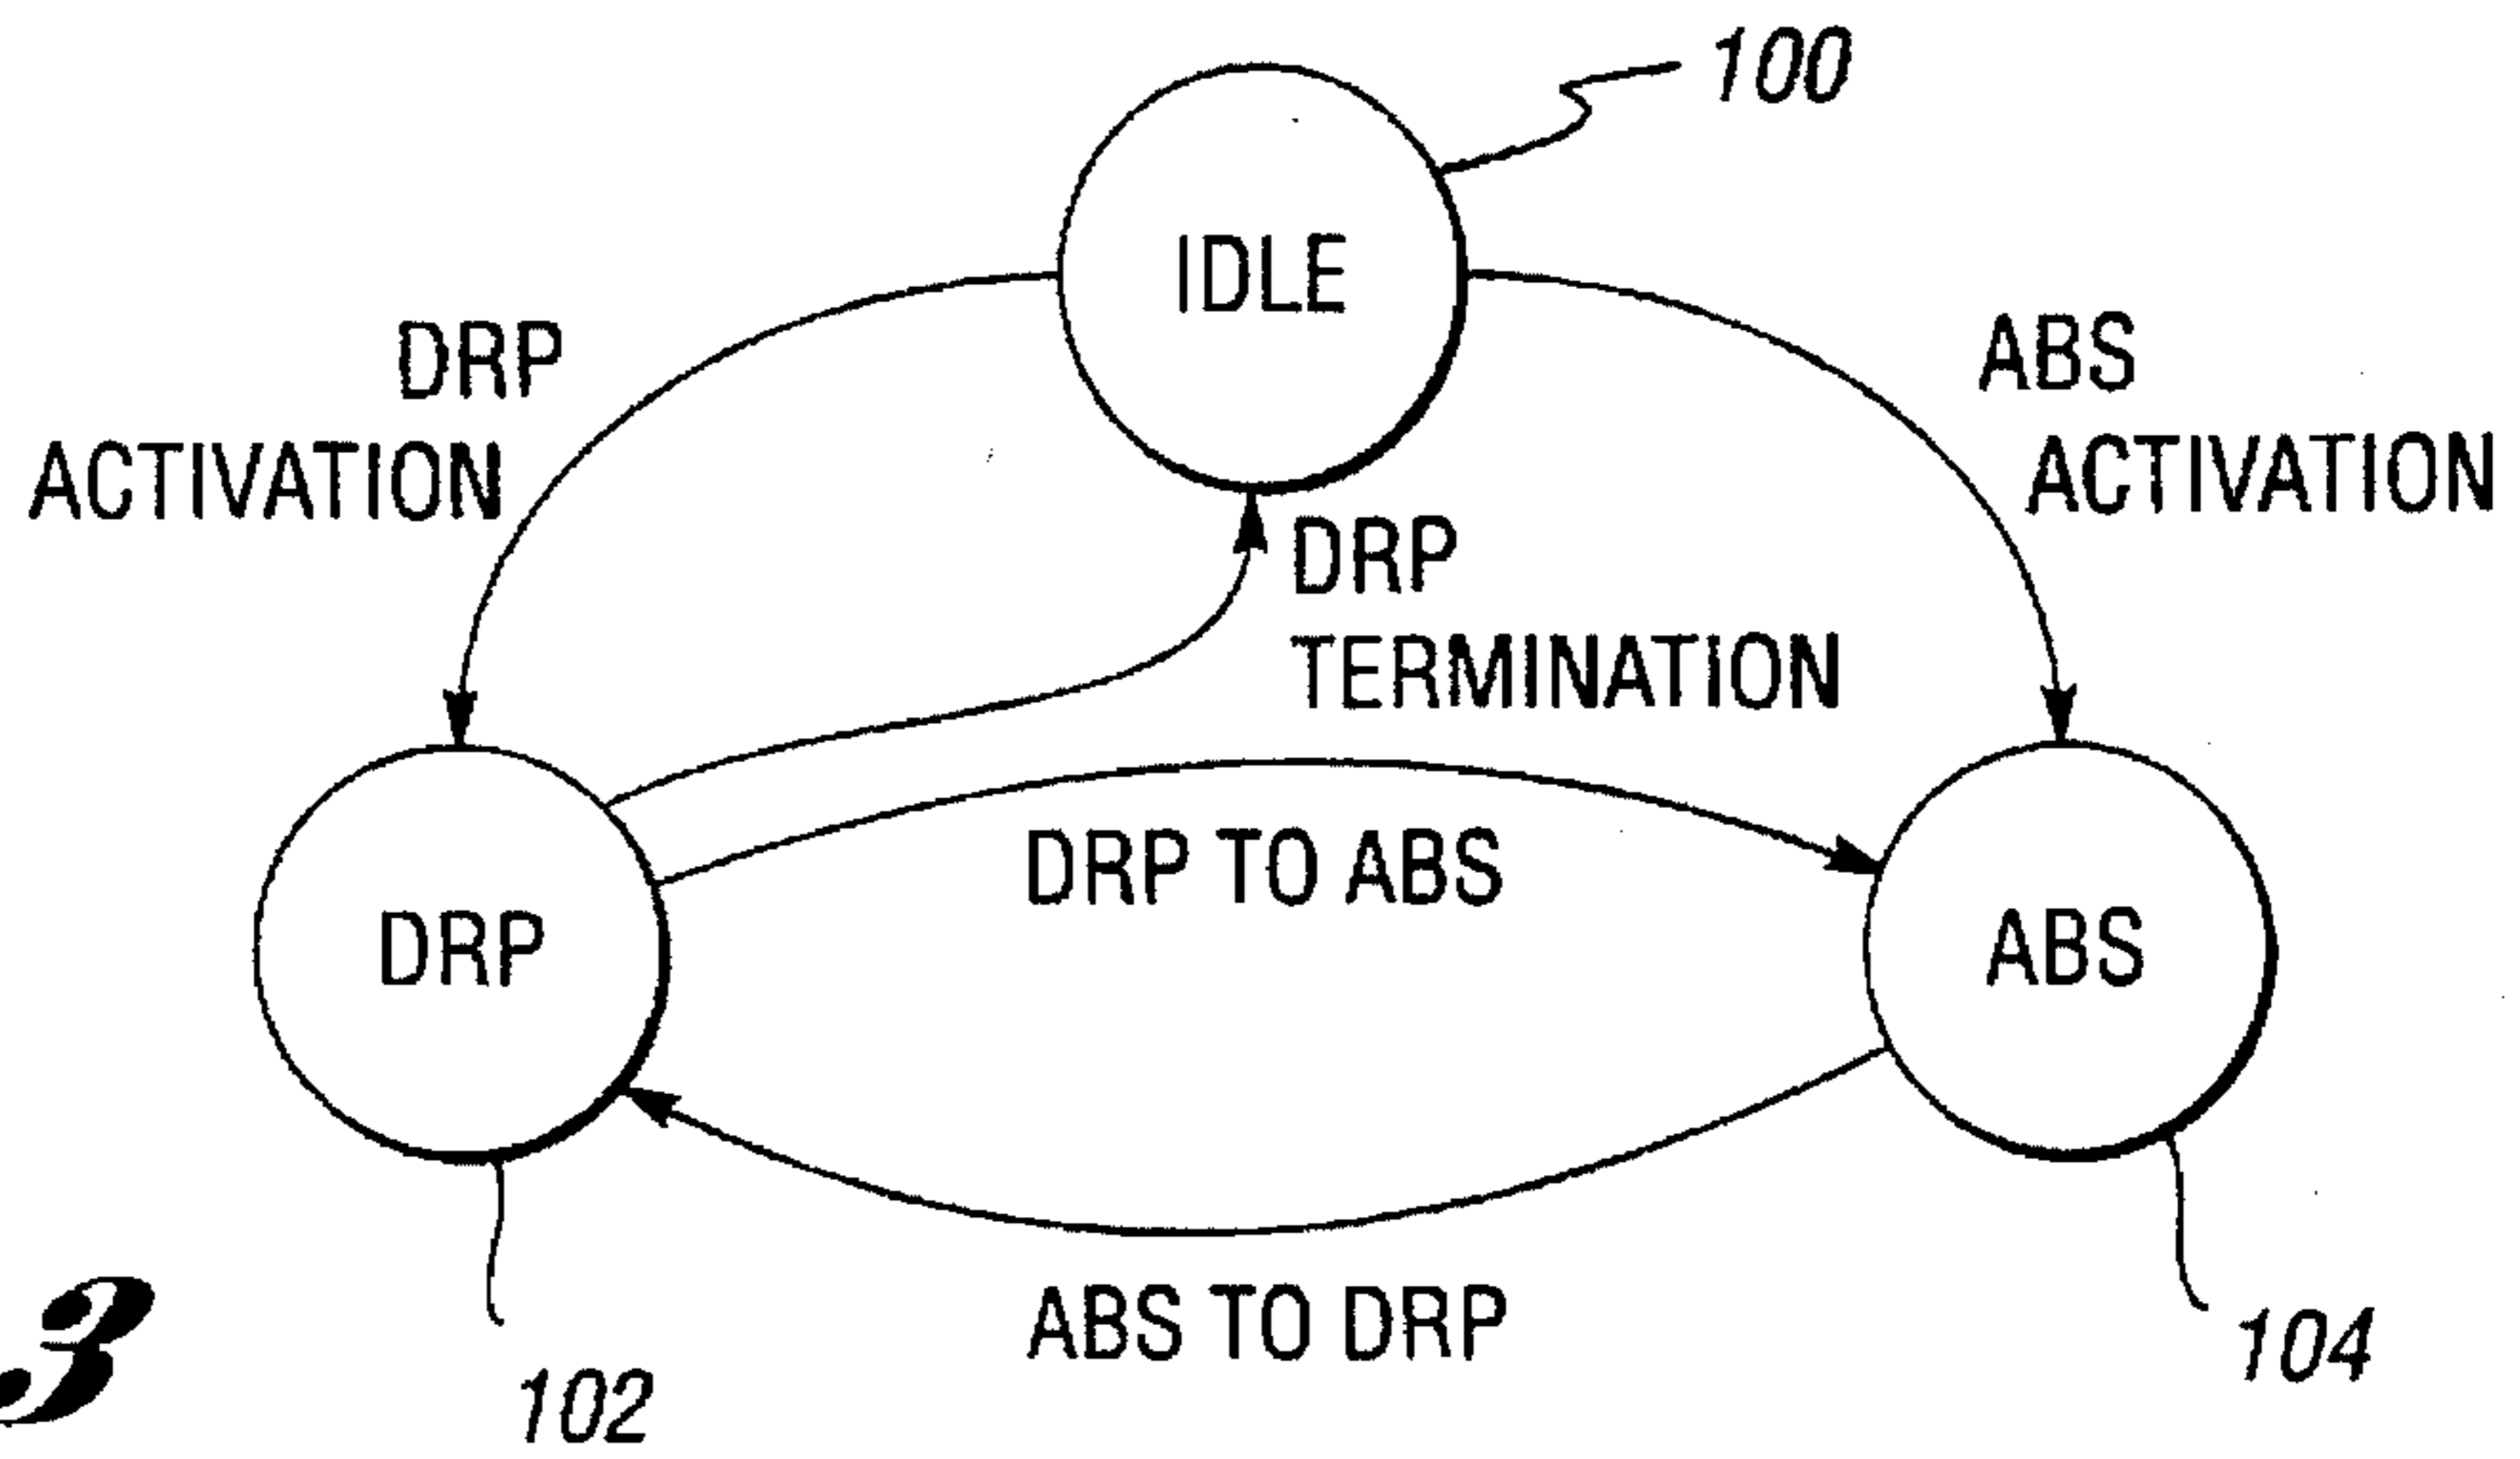 100
IDLE
DRP
ACTIVATION
ABS
ACTIVATION
DRP
TERMINATION
DRP TO ABS
DRP
ABS
ABS TO DRP
3
102
104